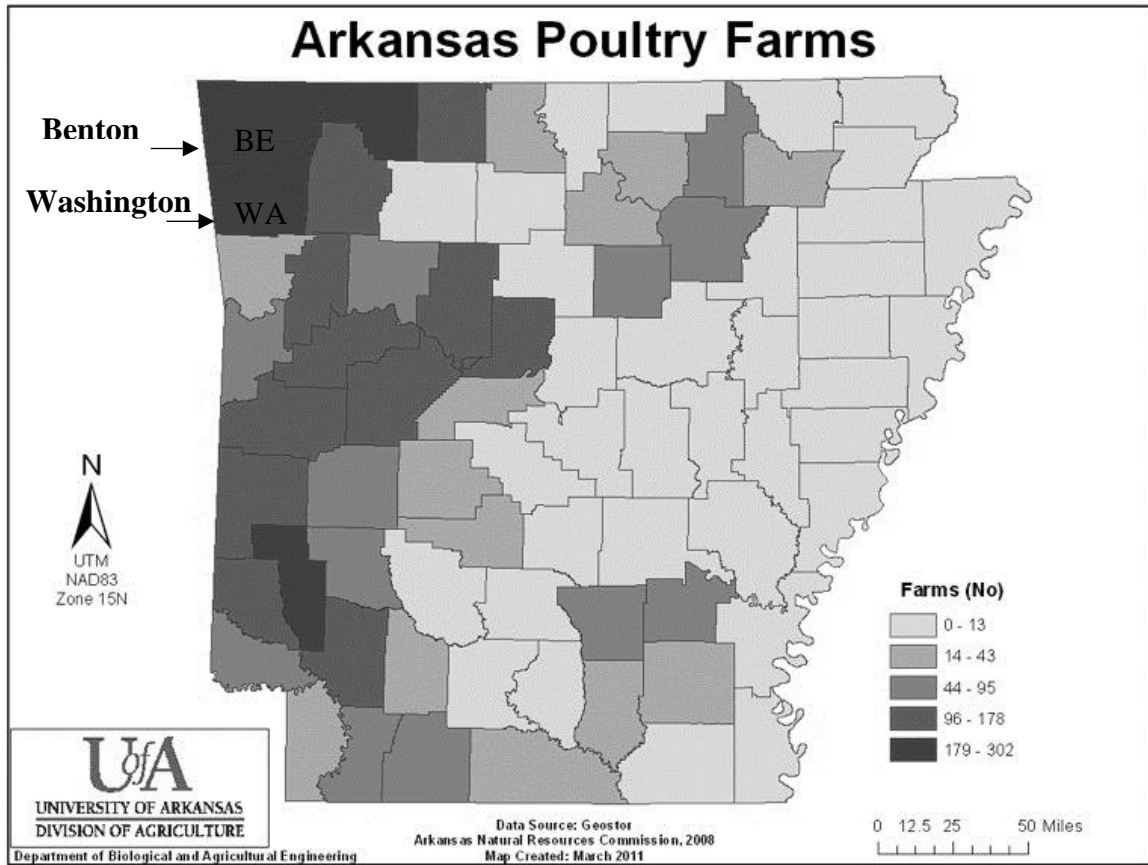 Arkansas Poultry Farms
Benton
BE
Washington
WA
N
UTM
NAD83
Zone 15N
Farms (No)
0 - 13
14 - 43
44 - 95
96 - 178
179 - 302
UofA
UNIVERSITY OF ARKANSAS
DIVISION OF AGRICULTURE
Department of Biological and Agricultural Engineering
Data Source: Geostor
Arkansas Natural Resources Commission, 2008
Map Created: March 2011
0 12.5 25 50 Miles